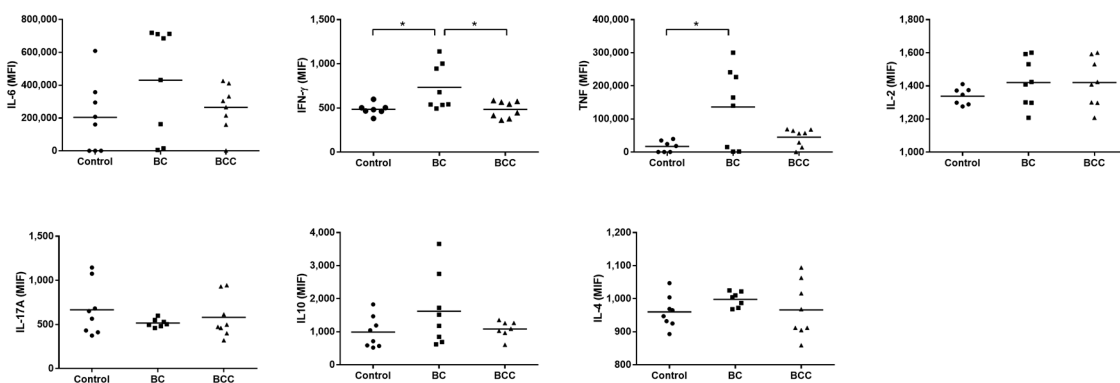 IL-6 (MFI)
800,000
600,000
400,000
200,000
0
Control
BC
BCC
IFN-γ (MIF)
1,500
1,000
500
0
*
*
Control
BC
BCC
TNF (MFI)
400,000
300,000
200,000
100,000
0
*
Control
BC
BCC
IL-2 (MIF)
1,800
1,600
1,400
1,200
1,000
Control
BC
BCC
IL-17A (MIF)
1,500
1,000
500
0
Control
BC
BCC
IL10 (MIF)
4,000
3,000
2,000
1,000
0
Control
BC
BCC
IL-4 (MIF)
1,200
1,100
1,000
900
800
Control
BC
BCC